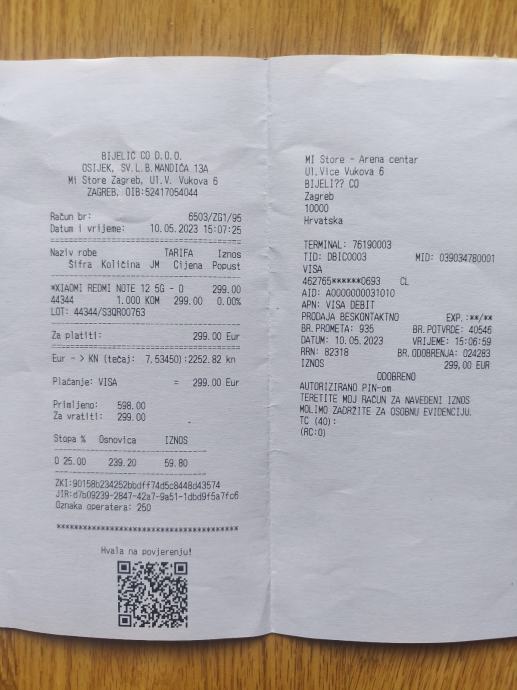 BIJELIĆ CO D.O.O.
OSIJEK, SV.L.B.MANDIĆA 13A
Mi Store Zagreb, Ul.V. Vukova 6
ZAGREB, OIB:52417054044
Račun br: 6503/ZG1/95
Datum i vrijeme: 10.05.2023 15:07:25
Naziv robe TARIFA Iznos
Šifra Količina JM Cijena Popust
*XIAOMI REDMI NOTE 12 5G - O 299.00
44344 1.000 KOM 299.00 0.00%
LOT: 44344/S3QR00763
Za platiti: 299.00 Eur
Eur - > KN (tečaj: 7,53450):2252.82 kn
Plaćanje: VISA = 299.00 Eur
Primljeno: 598.00
Za vratiti: 299.00
Stopa % Osnovica IZNOS
O 25.00 239.20 59.80
ZKI:90158b234252bbdff74d5c8448d43574
JIR:d7b09239-2847-42a7-9a51-1dbd9f5a7fc6
Oznaka operatera: 250
****************************************
Hvala na povjerenju!
MI Store - Arena centar
Ul.Vice Vukova 6
BIJELI?? CO
Zagreb
10000
Hrvatska
TERMINAL: 76190003
TID: DBIC0003 MID: 039034780001
VISA
462765******0693 CL
AID: A0000000031010
APN: VISA DEBIT
PRODAJA BESKONTAKTNO EXP.:**/**
BR.PROMETA: 935 BR.POTVRDE: 40546
DATUM: 10.05.2023 VRIJEME: 15:06:59
RRN: 82318 BR.ODOBRENJA: 024283
IZNOS 299,00 EUR
ODOBRENO
AUTORIZIRANO PIN-om
TERETITE MOJ RAČUN ZA NAVEDENI IZNOS
MOLIMO ZADRŽITE ZA OSOBNU EVIDENCIJU.
TC (40):
(RC:0)